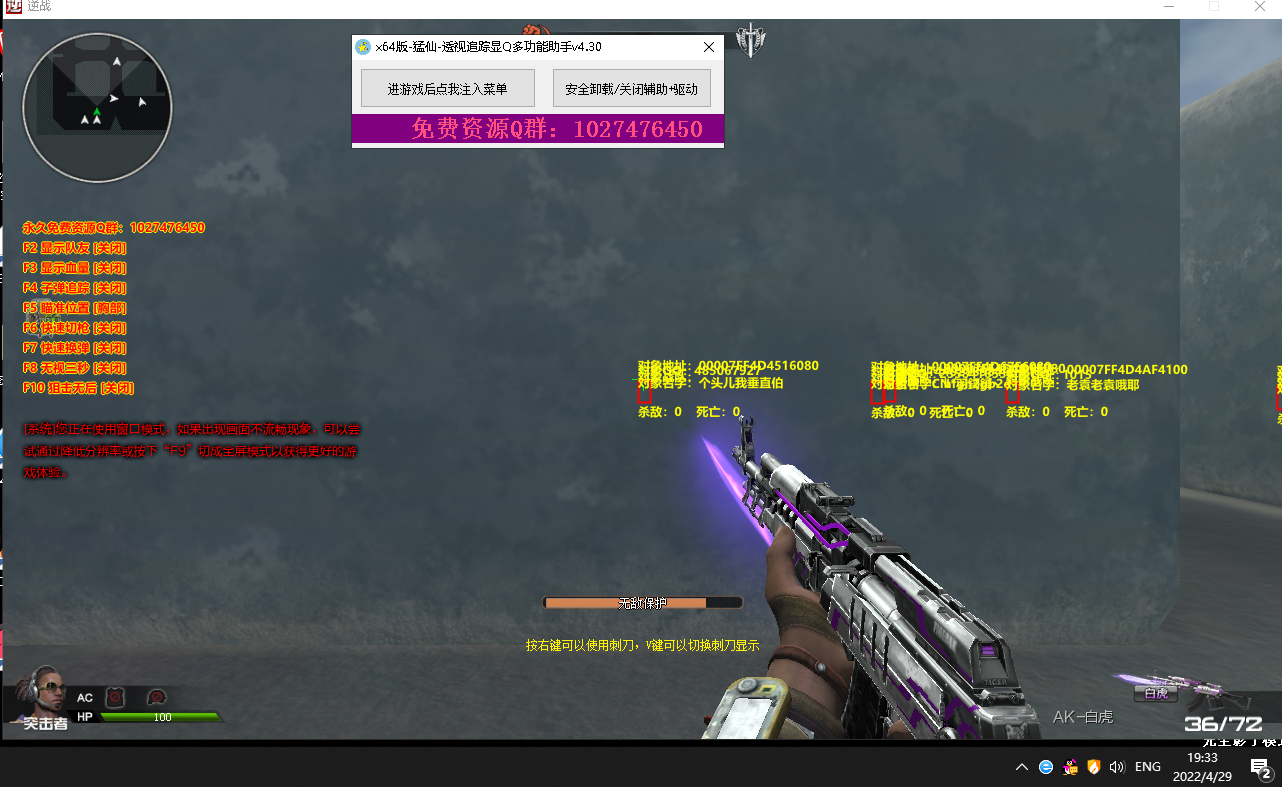 逆战
x64版-猛仙-透视追踪显Q多功能助手v4.30
进游戏后点我注入菜单
安全卸载/关闭辅助+驱动
免费资源Q群：1027476450
永久免费资源Q群：1027476450
F2 显示队友 [关闭]
F3 显示血量 [关闭]
F4 子弹追踪 [关闭]
F5 瞄准位置 [胸部]
F6 快速切枪 [关闭]
F7 快速换弹 [关闭]
F8 无视三秒 [关闭]
F10 狙击无后 [关闭]
[系统]您正在使用窗口模式，如果出现画面不流畅现象，可以尝
试通过降低分辨率或按下“F9”切成全屏模式以获得更好的游
戏体验。
对象地址：00007FF4D4516080
对象名字：个头儿我垂直伯
杀敌：0 死亡：0
00007FF4D4AF4100
老袁老袁哦耶
杀敌：0 死亡：0
无敌保护
按右键可以使用刺刀，V键可以切换刺刀显示
AC
HP 100
突击者
白虎
AK-白虎
36/72
ENG
19:33
2022/4/29
2